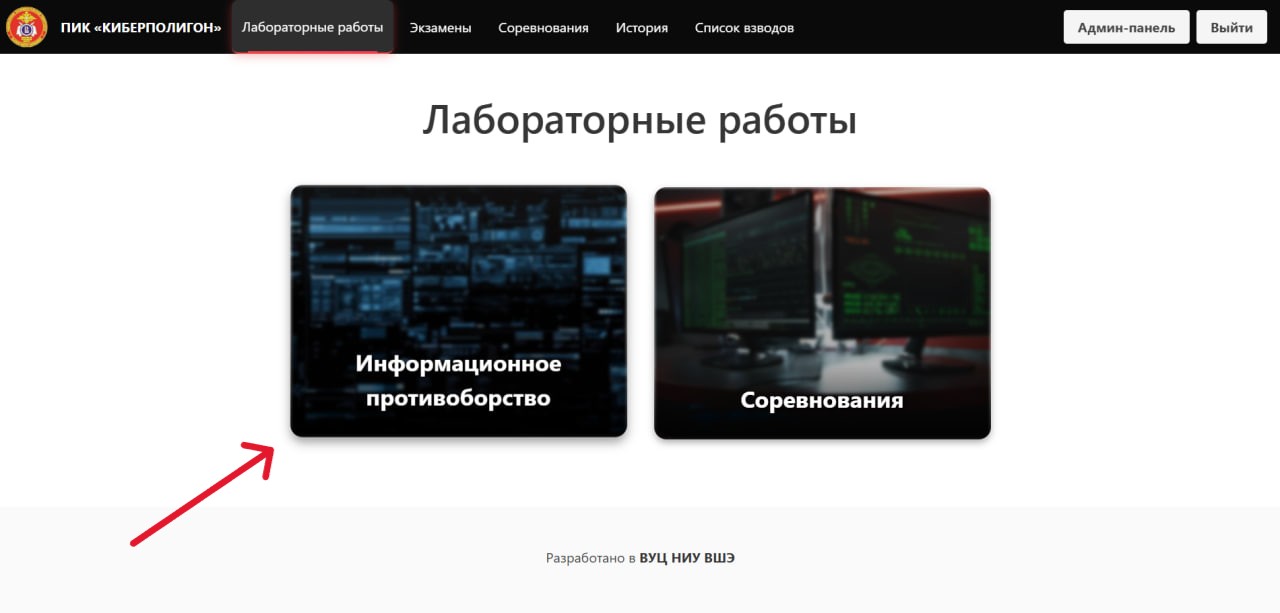 ПИК «КИБЕРПОЛИГОН» Лабораторные работы Экзамены Соревнования История Список взводов Админ-панель Выйти
Лабораторные работы
Информационное
противоборство
Соревнования
Разработано в ВУЦ НИУ ВШЭ